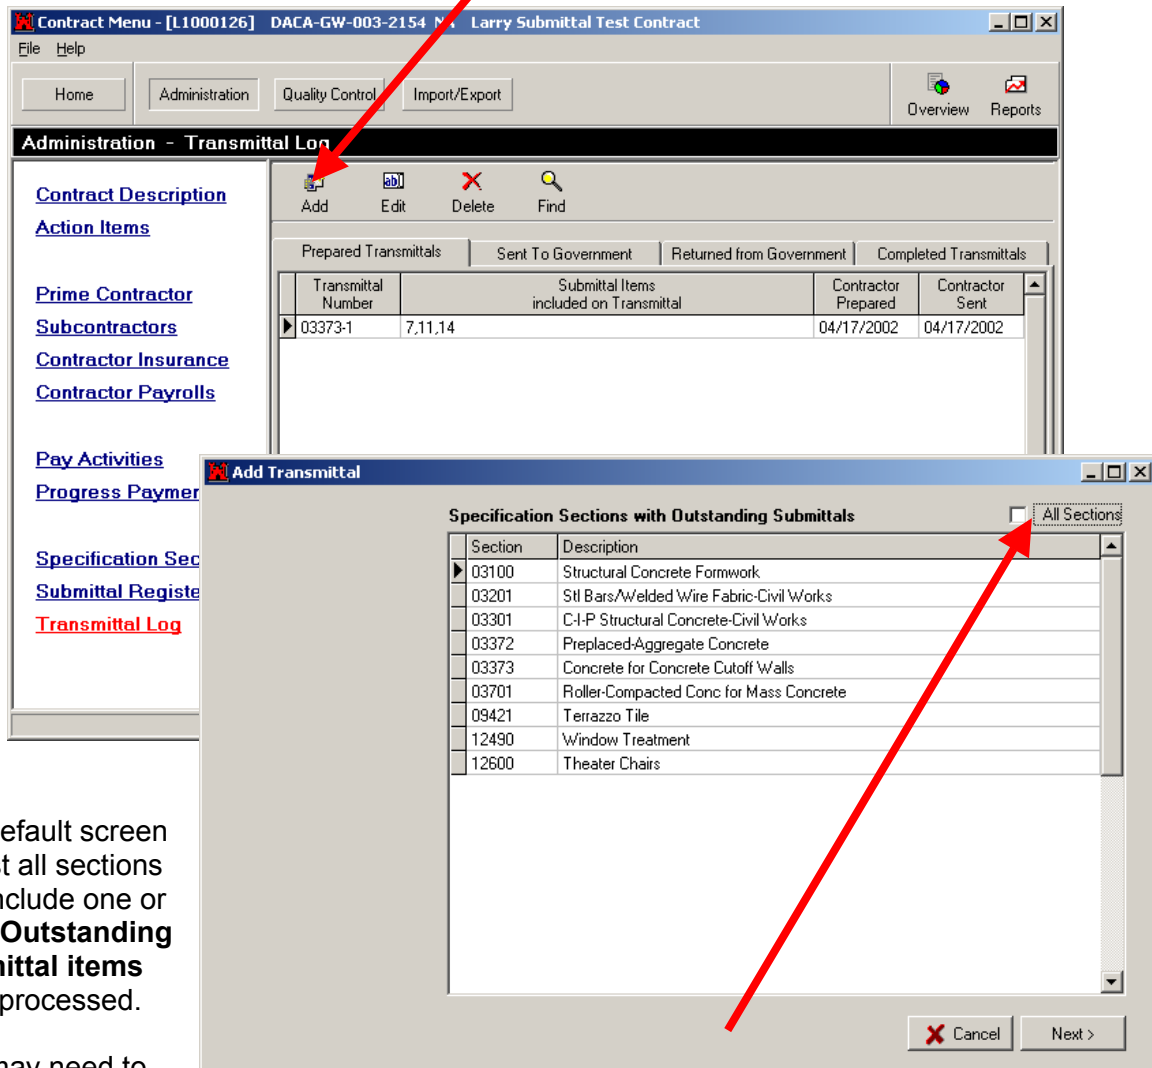 Contract Menu - [L1000126] DACA-GW-003-2154 Larry Submittal Test Contract
File Help
Home Administration Quality Control Import/Export Overview Reports
Administration - Transmittal Log
Contract Description
Action Items
Prime Contractor
Subcontractors
Contractor Insurance
Contractor Payrolls
Pay Activities
Progress Paymen
Specification Sec
Submittal Registe
Transmittal Log
Add Edit Delete Find
Prepared Transmittals Sent To Government Returned from Government Completed Transmittals
Transmittal Number Submittal Items included on Transmittal Contractor Prepared Contractor Sent
03373-1 7,11,14 04/17/2002 04/17/2002
Add Transmittal
Specification Sections with Outstanding Submittals All Sections
Section Description
03100 Structural Concrete Formwork
03201 Stl Bars/Welded Wire Fabric-Civil Works
03301 C-I-P Structural Concrete-Civil Works
03372 Preplaced-Aggregate Concrete
03373 Concrete for Concrete Cutoff Walls
03701 Roller-Compacted Conc for Mass Concrete
09421 Terrazzo Tile
12490 Window Treatment
12600 Theater Chairs
Cancel Next >
efault screen
st all sections
nclude one or
Outstanding
nittal items
processed.
nay need to